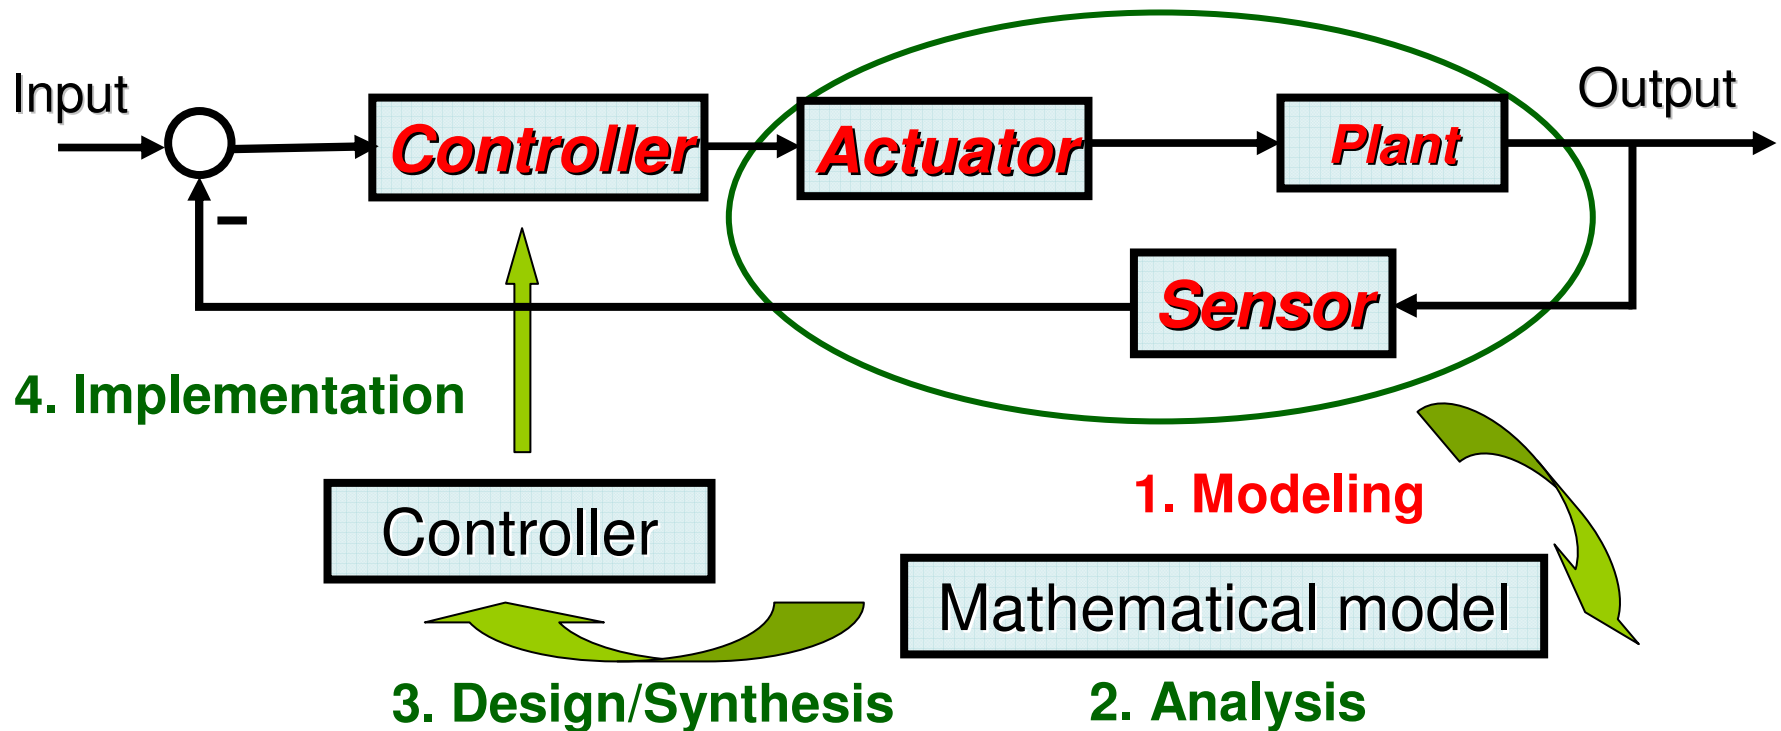 Input
Output
Controller
Actuator
Plant
–
Sensor
4. Implementation
1. Modeling
Controller
Mathematical model
3. Design/Synthesis
2. Analysis